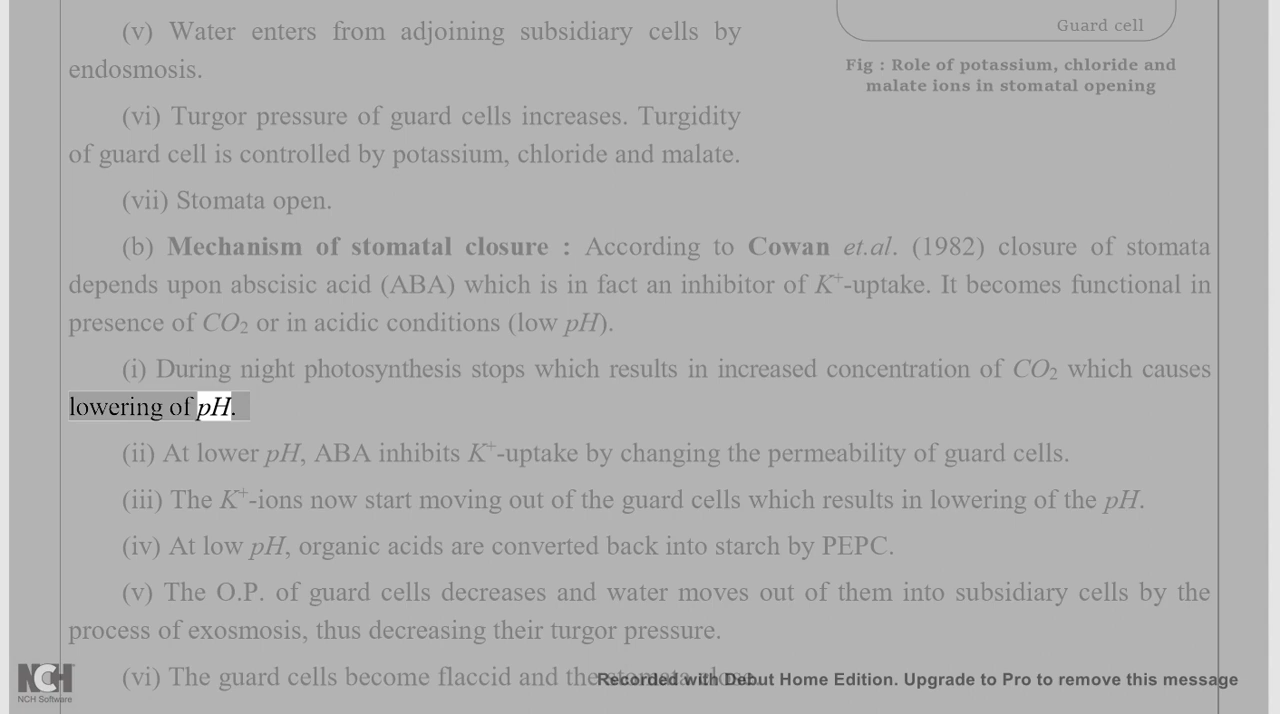 Guard cell
Fig : Role of potassium, chloride and
malate ions in stomatal opening
(v) Water enters from adjoining subsidiary cells by
endosmosis.
(vi) Turgor pressure of guard cells increases. Turgidity
of guard cell is controlled by potassium, chloride and malate.
(vii) Stomata open.
(b) Mechanism of stomatal closure : According to Cowan et.al. (1982) closure of stomata
depends upon abscisic acid (ABA) which is in fact an inhibitor of K⁺-uptake. It becomes functional in
presence of CO₂ or in acidic conditions (low pH).
(i) During night photosynthesis stops which results in increased concentration of CO₂ which causes
lowering of pH.
(ii) At lower pH, ABA inhibits K⁺-uptake by changing the permeability of guard cells.
(iii) The K⁺-ions now start moving out of the guard cells which results in lowering of the pH.
(iv) At low pH, organic acids are converted back into starch by PEPC.
(v) The O.P. of guard cells decreases and water moves out of them into subsidiary cells by the
process of exosmosis, thus decreasing their turgor pressure.
(vi) The guard cells become flaccid and the
Recorded with Debut Home Edition. Upgrade to Pro to remove this message
NCH
NCH Software